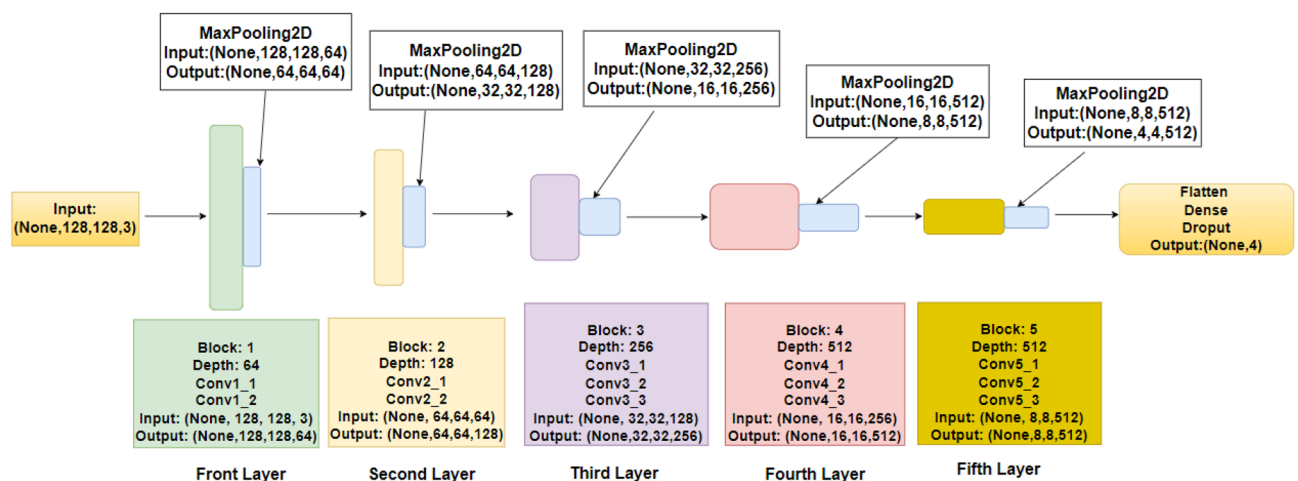 MaxPooling2D
Input:(None,128,128,64)
Output:(None,64,64,64)
MaxPooling2D
Input:(None,64,64,128)
Output:(None,32,32,128)
MaxPooling2D
Input:(None,32,32,256)
Output:(None,16,16,256)
MaxPooling2D
Input:(None,16,16,512)
Output:(None,8,8,512)
MaxPooling2D
Input:(None,8,8,512)
Output:(None,4,4,512)
Input:
(None,128,128,3)
Flatten
Dense
Droput
Output:(None,4)
Block: 1
Depth: 64
Conv1_1
Conv1_2
Input: (None, 128, 128, 3)
Output: (None,128,128,64)
Block: 2
Depth: 128
Conv2_1
Conv2_2
Input: (None, 64,64,64)
Output: (None,64,64,128)
Block: 3
Depth: 256
Conv3_1
Conv3_2
Conv3_3
Input: (None, 32,32,128)
Output: (None,32,32,256)
Block: 4
Depth: 512
Conv4_1
Conv4_2
Conv4_3
Input: (None, 16,16,256)
Output: (None,16,16,512)
Block: 5
Depth: 512
Conv5_1
Conv5_2
Conv5_3
Input: (None, 8,8,512)
Output: (None,8,8,512)
Front Layer
Second Layer
Third Layer
Fourth Layer
Fifth Layer